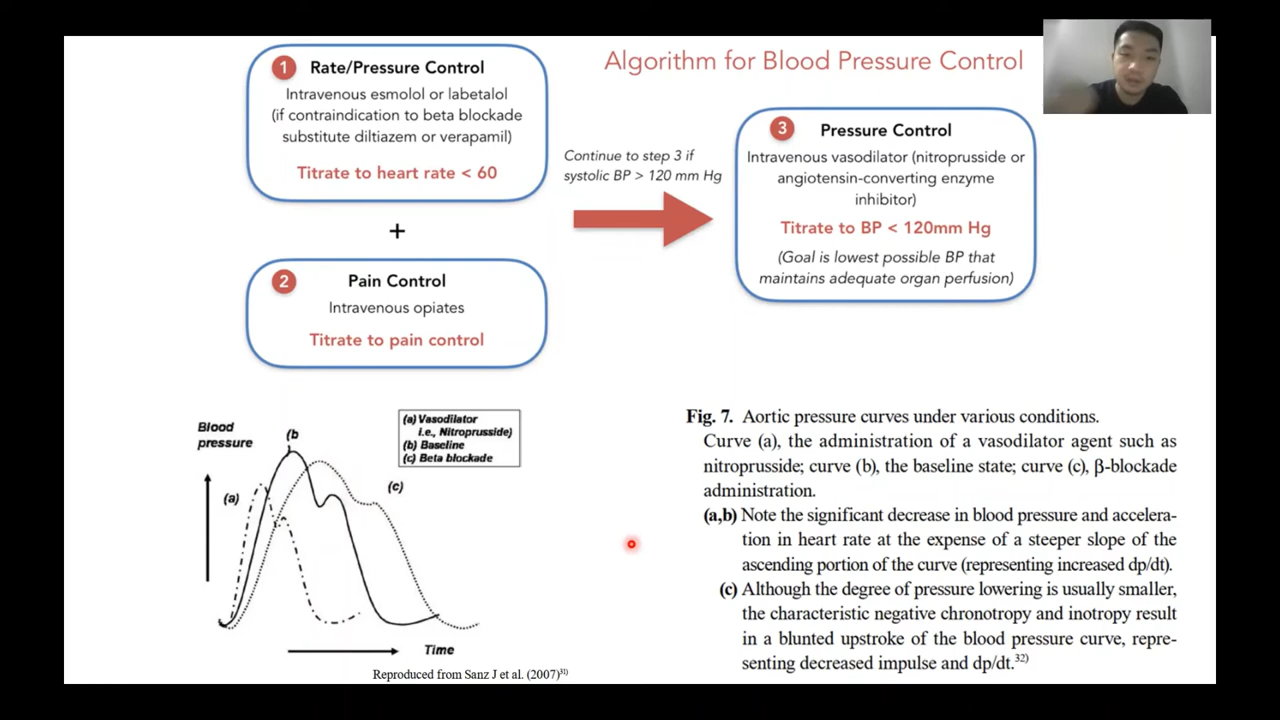 Algorithm for Blood Pressure Control
1
Rate/Pressure Control
Intravenous esmolol or labetalol
(if contraindication to beta blockade
substitute diltiazem or verapamil)
Titrate to heart rate < 60
+
2
Pain Control
Intravenous opiates
Titrate to pain control
Continue to step 3 if
systolic BP > 120 mm Hg
3
Pressure Control
Intravenous vasodilator (nitroprusside or
angiotensin-converting enzyme
inhibitor)
Titrate to BP < 120mm Hg
(Goal is lowest possible BP that
maintains adequate organ perfusion)
Blood
pressure
(a)
(b
(c)
(a) Vasodilator
i.e., Nitroprusside)
(b) Baseline
(c) Beta blockade
Time
Reproduced from Sanz J et al. (2007)31)
Fig. 7. Aortic pressure curves under various conditions.
Curve (a), the administration of a vasodilator agent such as
nitroprusside; curve (b), the baseline state; curve (c), β-blockade
administration.
(a,b) Note the significant decrease in blood pressure and accelera-
tion in heart rate at the expense of a steeper slope of the
ascending portion of the curve (representing increased dp/dt).
(c) Although the degree of pressure lowering is usually smaller,
the characteristic negative chronotropy and inotropy result
in a blunted upstroke of the blood pressure curve, repre-
senting decreased impulse and dp/dt.32)